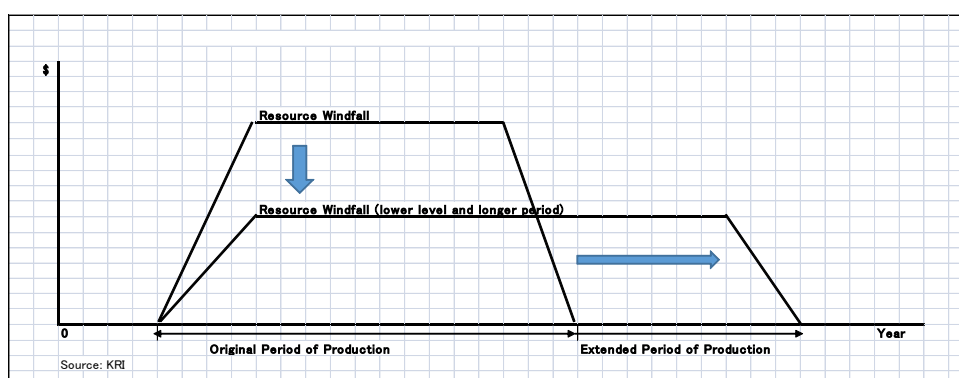 $
Resource Windfall
Resource Windfall (lower level and longer period)
0
Year
Original Period of Production
Extended Period of Production
Source: KRI